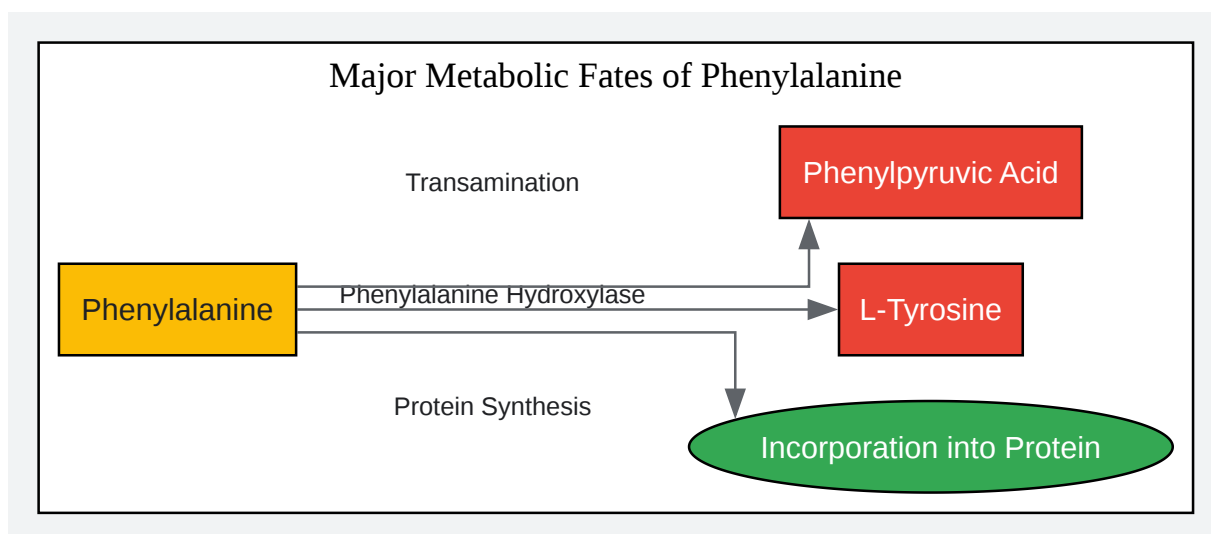 Major Metabolic Fates of Phenylalanine
Phenylpyruvic Acid
Transamination
Phenylalanine Hydroxylase
Phenylalanine
L-Tyrosine
Protein Synthesis
Incorporation into Protein